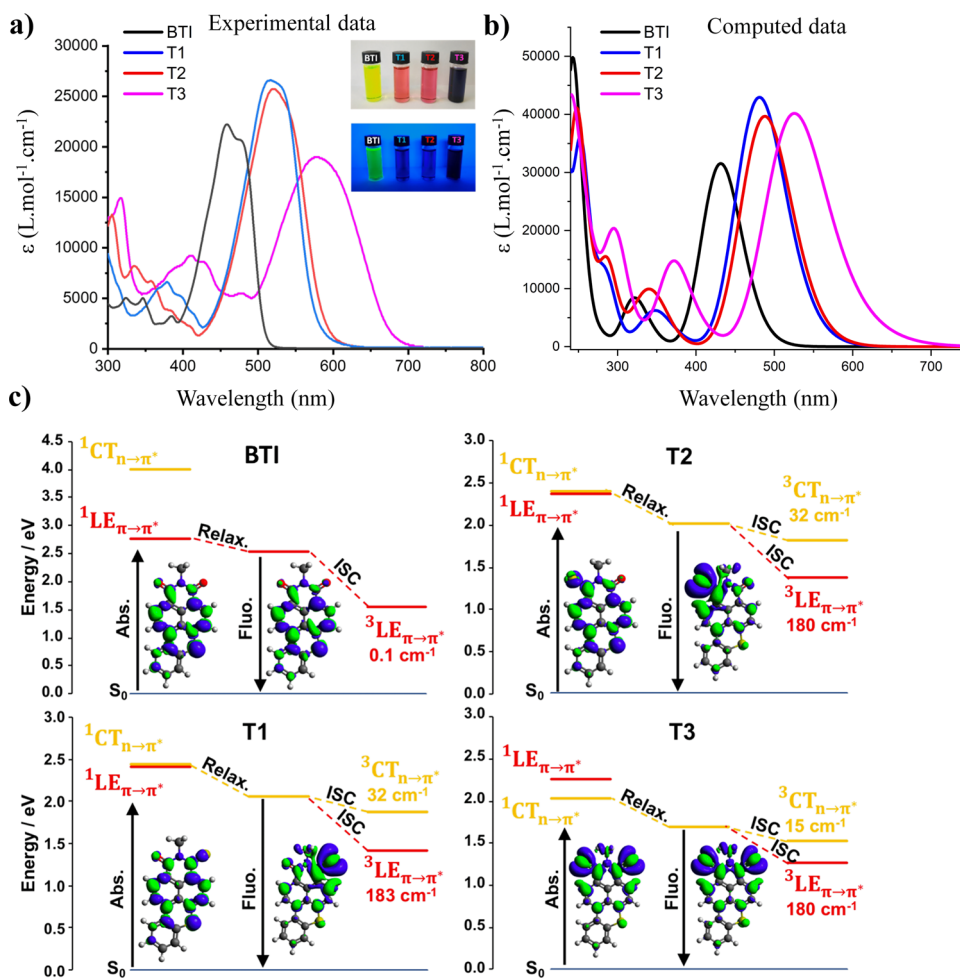 a)
Experimental data
BTI
T1
T2
T3
30000
25000
20000
15000
10000
5000
0
ε (L.mol⁻¹.cm⁻¹)
300 400 500 600 700 800
Wavelength (nm)
BTI T1 T2 T3
BTI T1 T2 T3
b)
Computed data
BTI
T1
T2
T3
50000
45000
40000
35000
30000
25000
20000
15000
10000
5000
0
ε (L.mol⁻¹.cm⁻¹)
300 400 500 600 700
Wavelength (nm)
c)
BTI
Energy / eV
4.5
4.0
3.5
3.0
2.5
2.0
1.5
1.0
0.5
0.0
¹CTn→π*
¹LEπ→π*
Relax.
ISC
Abs.
Fluo.
³LEπ→π*
0.1 cm⁻¹
S₀
T2
3.0
2.5
2.0
1.5
1.0
0.5
0.0
¹CTn→π*
¹LEπ→π*
Relax.
ISC
ISC
³CTn→π*
32 cm⁻¹
Abs.
Fluo.
³LEπ→π*
180 cm⁻¹
S₀
T1
Energy / eV
3.0
2.5
2.0
1.5
1.0
0.5
0.0
¹CTn→π*
¹LEπ→π*
Relax.
ISC
ISC
³CTn→π*
32 cm⁻¹
Abs.
Fluo.
³LEπ→π*
183 cm⁻¹
S₀
T3
3.0
2.5
2.0
1.5
1.0
0.5
0.0
¹LEπ→π*
¹CTn→π*
Relax.
ISC
ISC
³CTn→π*
15 cm⁻¹
Abs.
Fluo.
³LEπ→π*
180 cm⁻¹
S₀